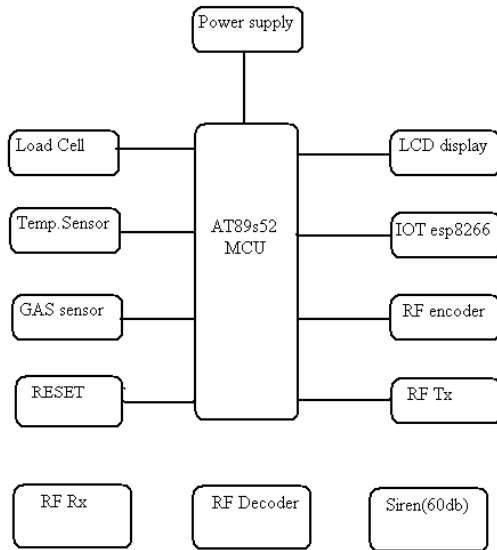 Power supply
Load Cell
LCD display
AT89s52
MCU
Temp.Sensor
IOT esp8266
GAS sensor
RF encoder
RESET
RF Tx
RF Rx
RF Decoder
Siren(60db)